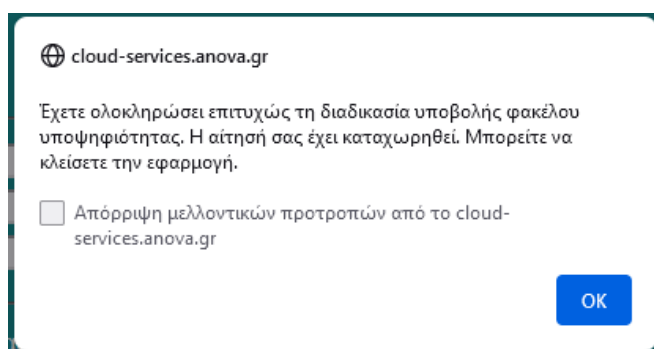 cloud-services.anova.gr
Έχετε ολοκληρώσει επιτυχώς τη διαδικασία υποβολής φακέλου
υποψηφιότητας. Η αίτησή σας έχει καταχωρηθεί. Μπορείτε να
κλείσετε την εφαρμογή.
Απόρριψη μελλοντικών προτροπών από το cloud-
services.anova.gr
OK